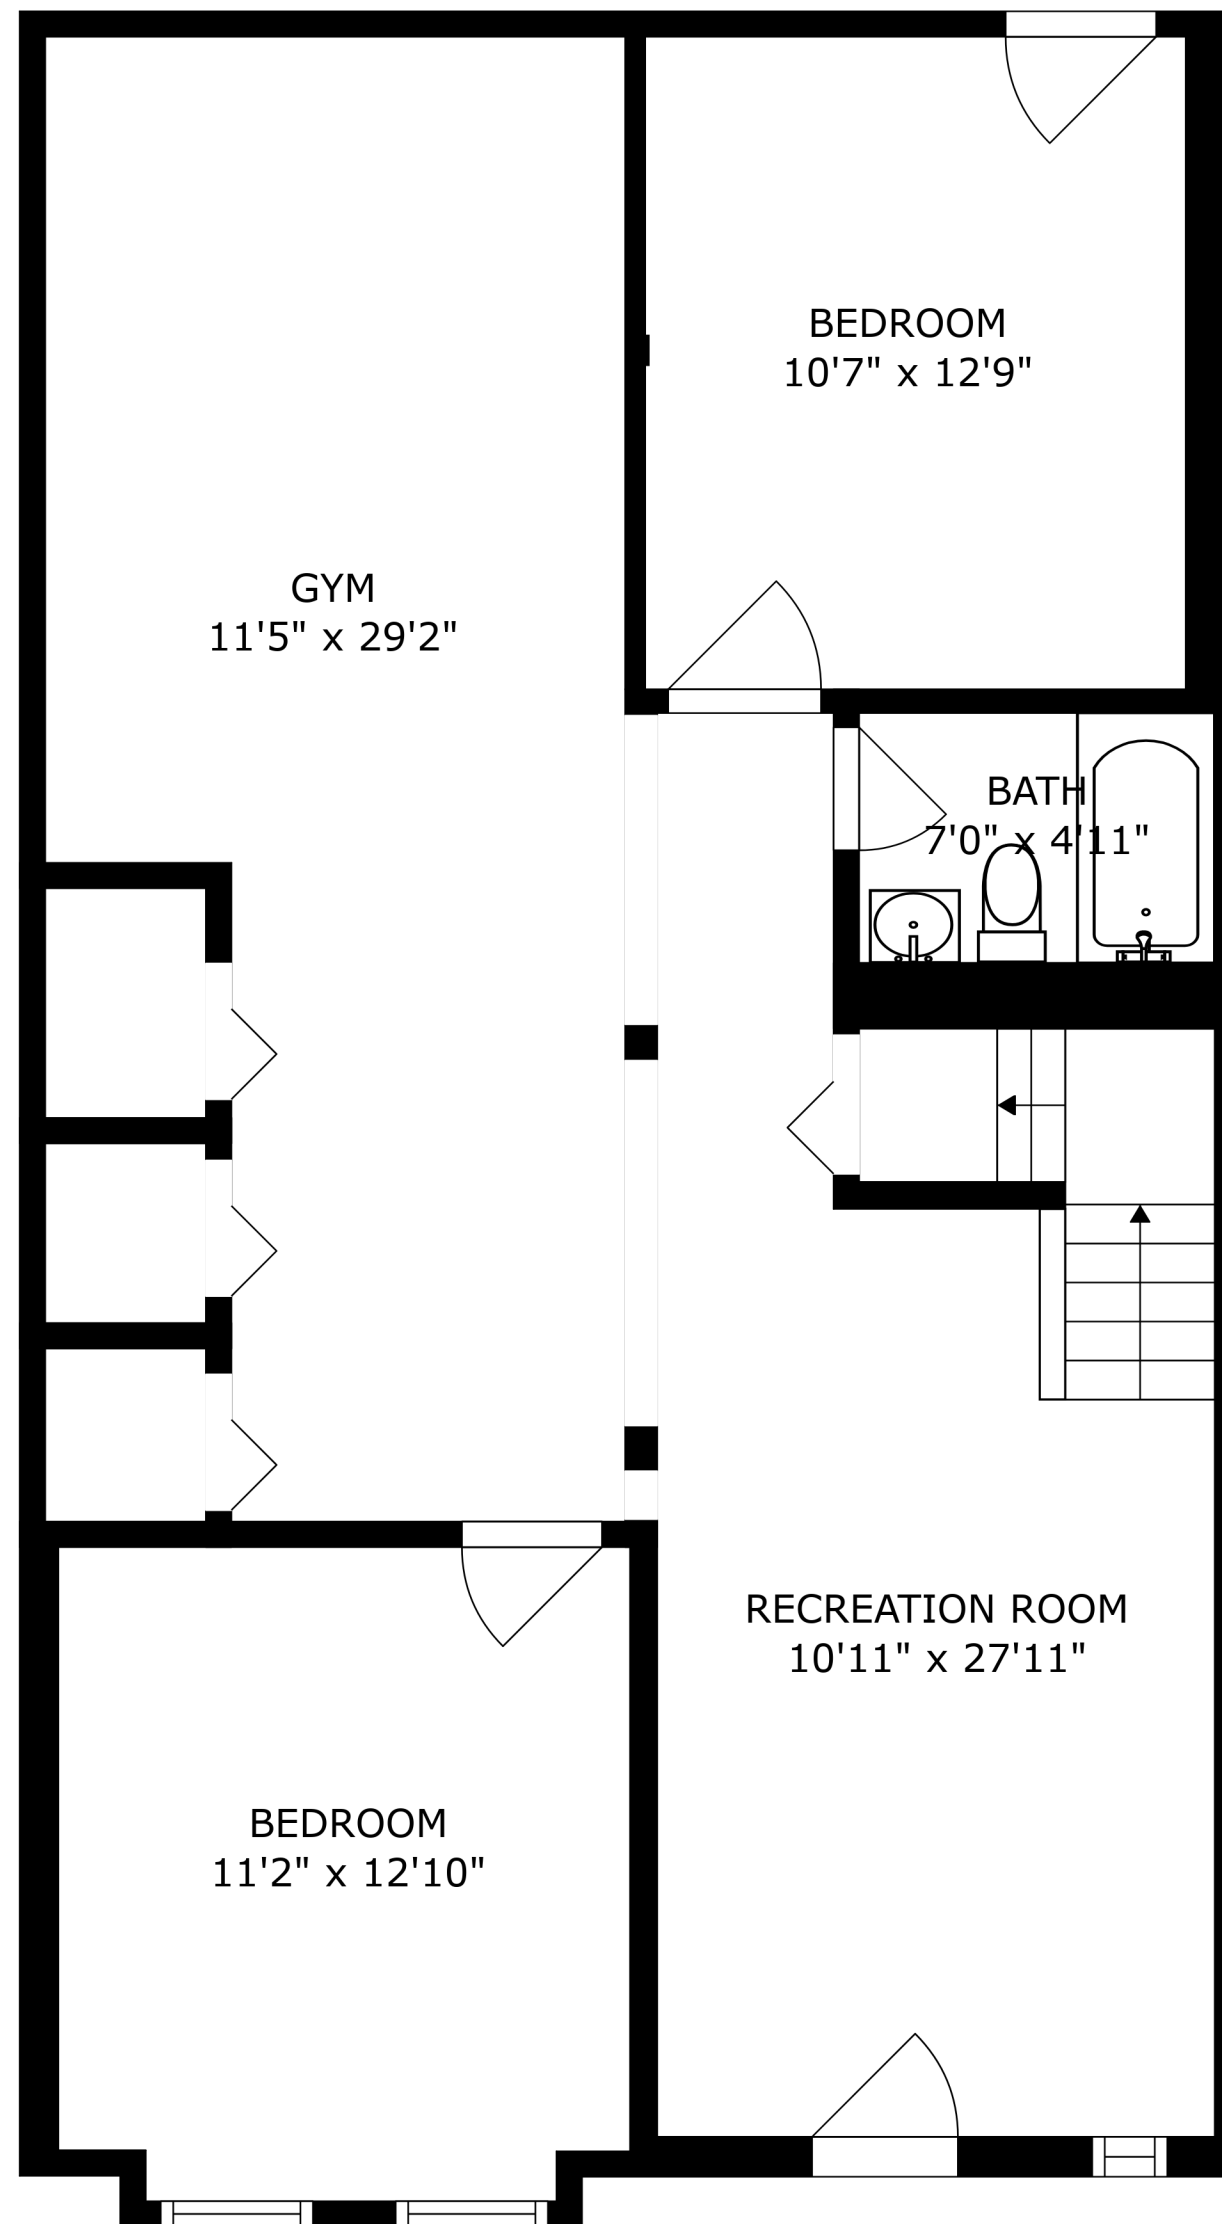 BEDROOM
10'7" x 12'9"
GYM
11'5" x 29'2"
BATH
7'0" x 4'11"
RECREATION ROOM
10'11" x 27'11"
BEDROOM
11'2" x 12'10"